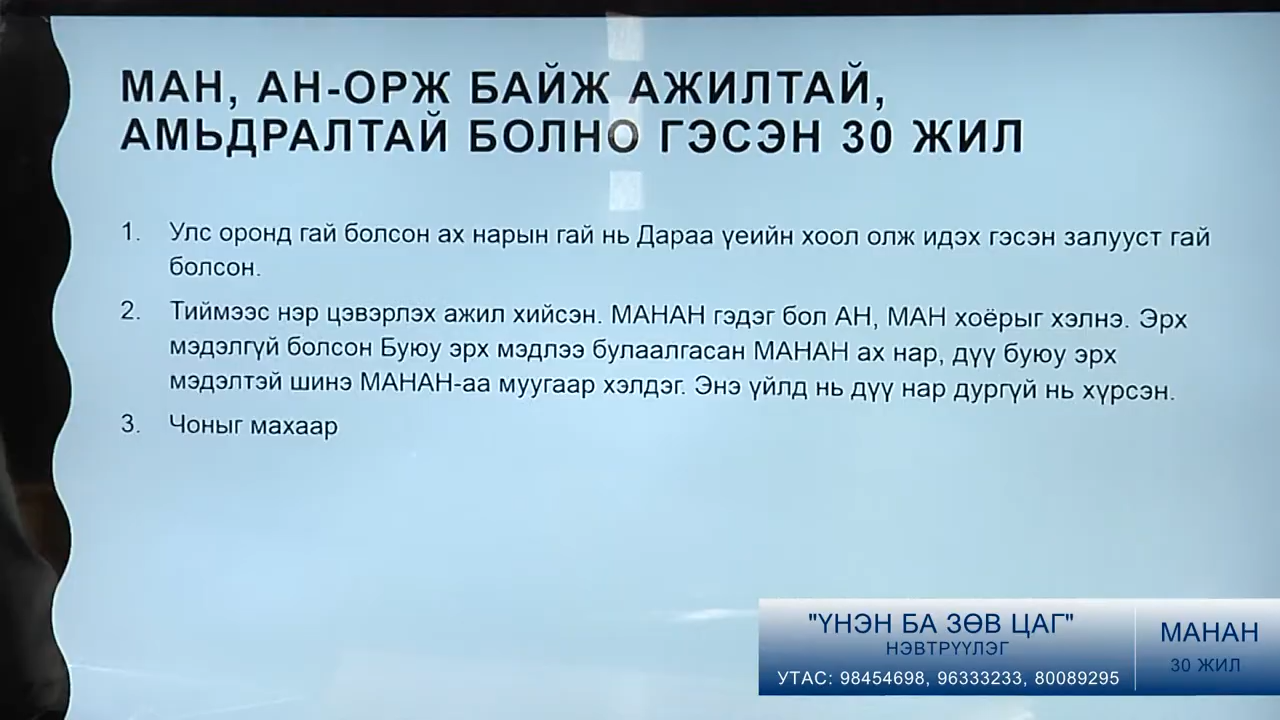 МАН, АН-ОРЖ БАЙЖ АЖИЛТАЙ,
АМЬДРАЛТАЙ БОЛНО ГЭСЭН 30 ЖИЛ
1. Улс оронд гай болсон ах нарын гай нь Дараа үеийн хоол олж идэх гэсэн залууст гай
болсон.
2. Тиймээс нэр цэвэрлэх ажил хийсэн. МАНАН гэдэг бол АН, МАН хоёрыг хэлнэ. Эрх
мэдэлгүй болсон Буюу эрх мэдлээ булаалгасан МАНАН ах нар, дүү буюу эрх
мэдэлтэй шинэ МАНАН-аа муугаар хэлдэг. Энэ үйлд нь дүү нар дургүй нь хүрсэн.
3. Чоныг махаар
"ҮНЭН БА ЗӨВ ЦАГ"
НЭВТРҮҮЛЭГ
УТАС: 98454698, 96333233, 80089295
МАНАН
30 ЖИЛ